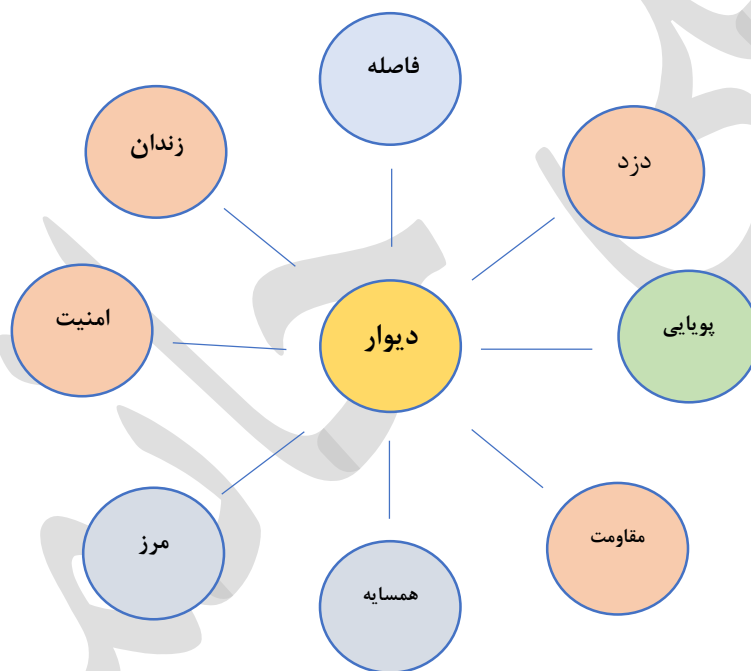 فاصله
دزد
زندان
پویایی
امنیت
دیوار
مقاومت
مرز
همسایه